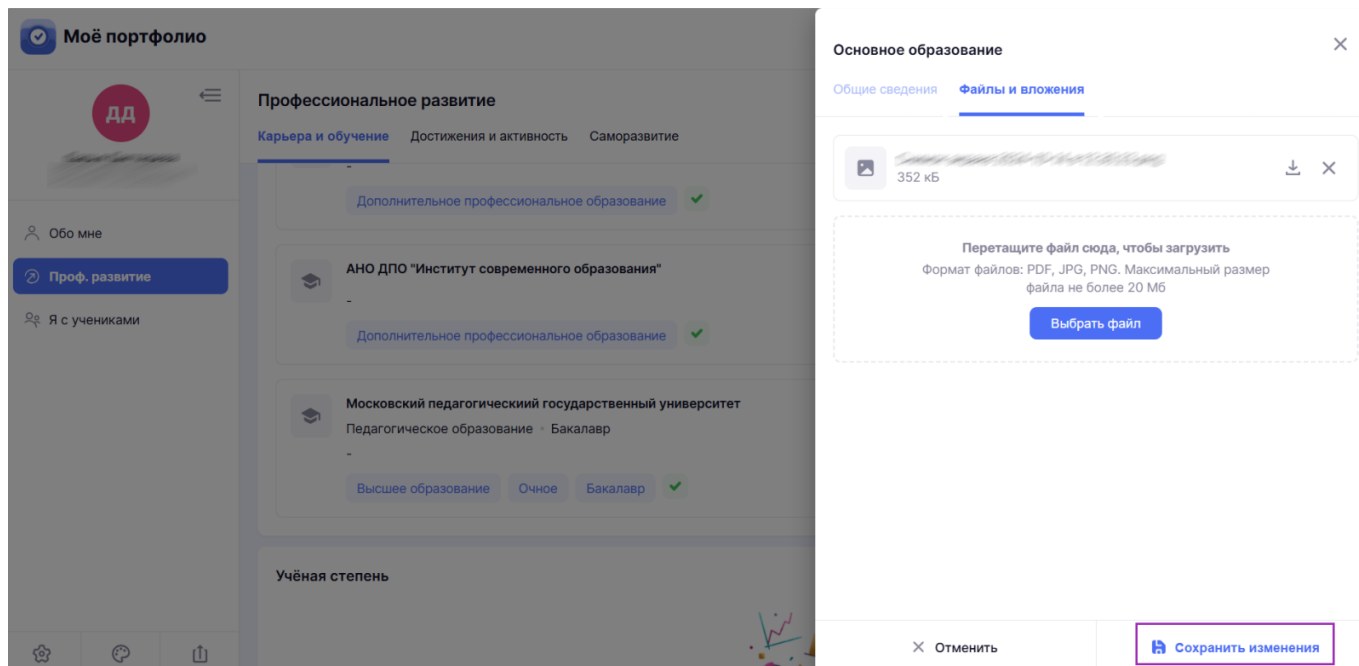 Моё портфолио
ДД
Обо мне
Проф. развитие
Я с учениками
Профессиональное развитие
Карьера и обучение
Достижения и активность
Саморазвитие
-
Дополнительное профессиональное образование
АНО ДПО "Институт современного образования"
-
Дополнительное профессиональное образование
Московский педагогическиий государственный университет
Педагогическое образование • Бакалавр
-
Высшее образование
Очное
Бакалавр
Учёная степень
Основное образование
Общие сведения
Файлы и вложения
352 кБ
Перетащите файл сюда, чтобы загрузить
Формат файлов: PDF, JPG, PNG. Максимальный размер
файла не более 20 Мб
Выбрать файл
Отменить
Сохранить изменения